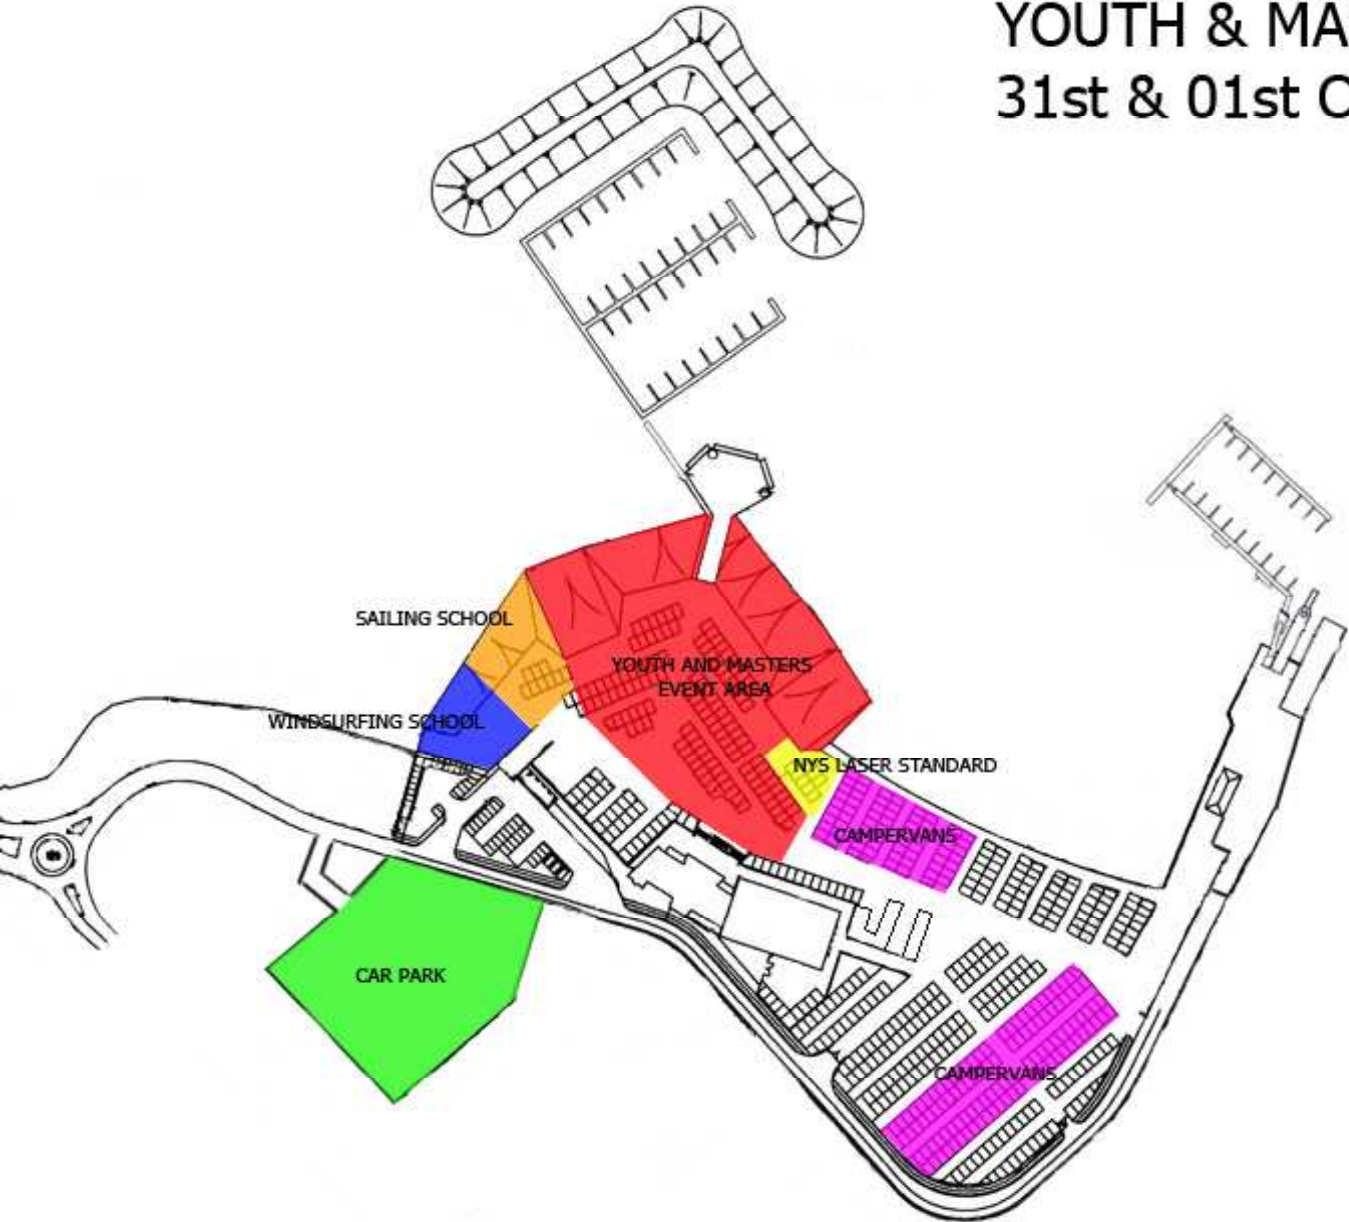 YOUTH & MA
31st & 01st O
SAILING SCHOOL
YOUTH AND MASTERS
EVENT AREA
WINDSURFING SCHOOL
NYS LASER STANDARD
CAMPERVANS
CAR PARK
CAMPERVANS